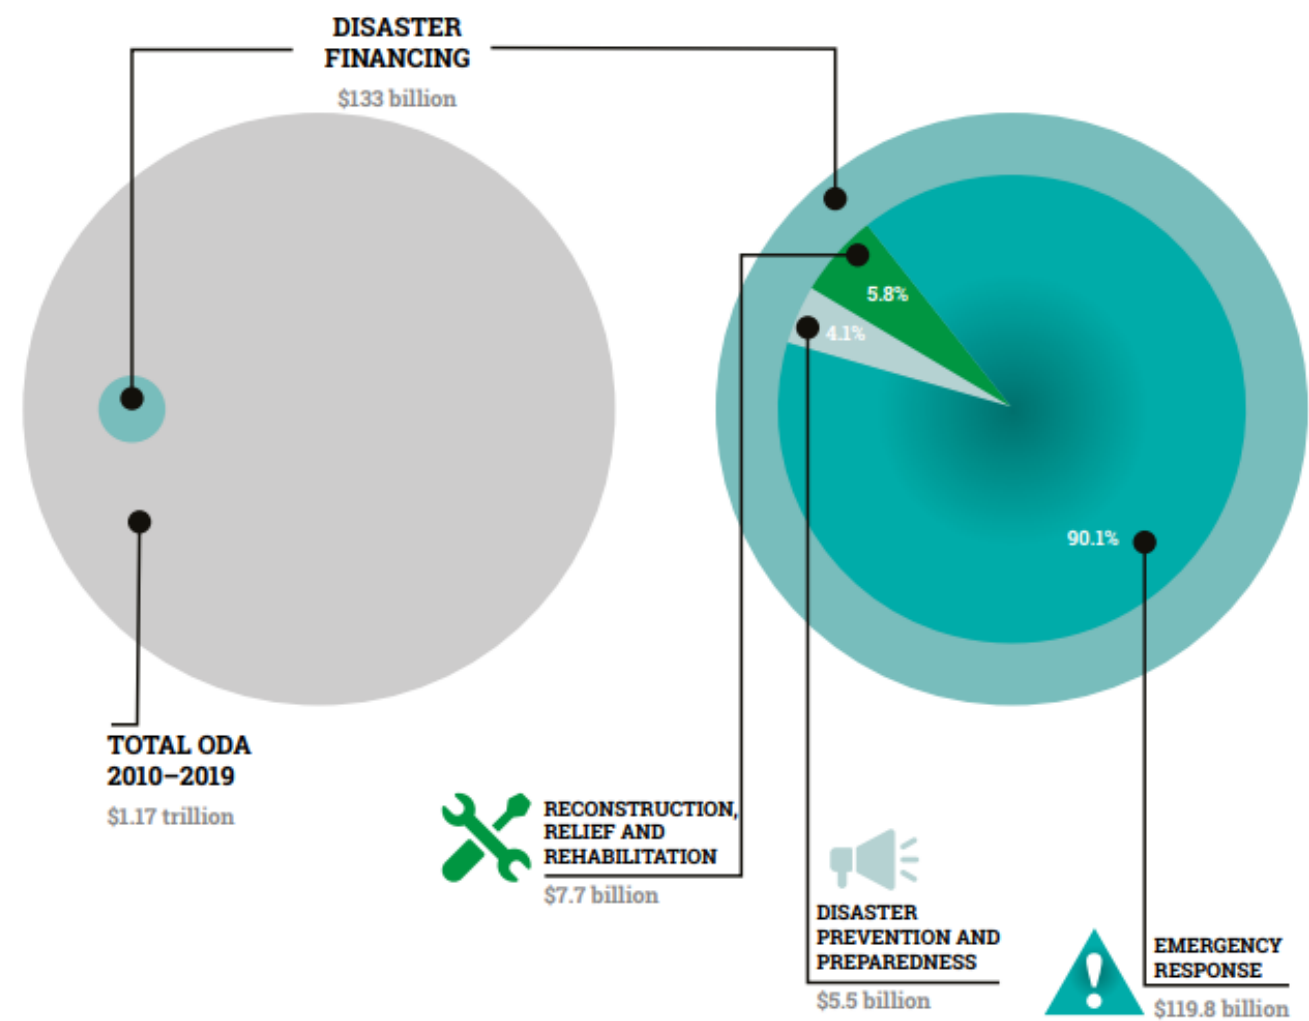 DISASTER
FINANCING
$133 billion
5.8%
4.1%
90.1%
TOTAL ODA
2010–2019
$1.17 trillion
RECONSTRUCTION,
RELIEF AND
REHABILITATION
$7.7 billion
DISASTER
PREVENTION AND
PREPAREDNESS
$5.5 billion
EMERGENCY
RESPONSE
$119.8 billion